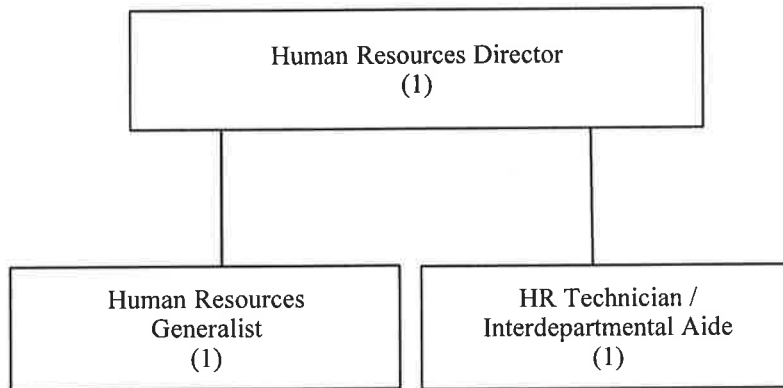 Human Resources Director
(1)
Human Resources
Generalist
(1)
HR Technician /
Interdepartmental Aide
(1)